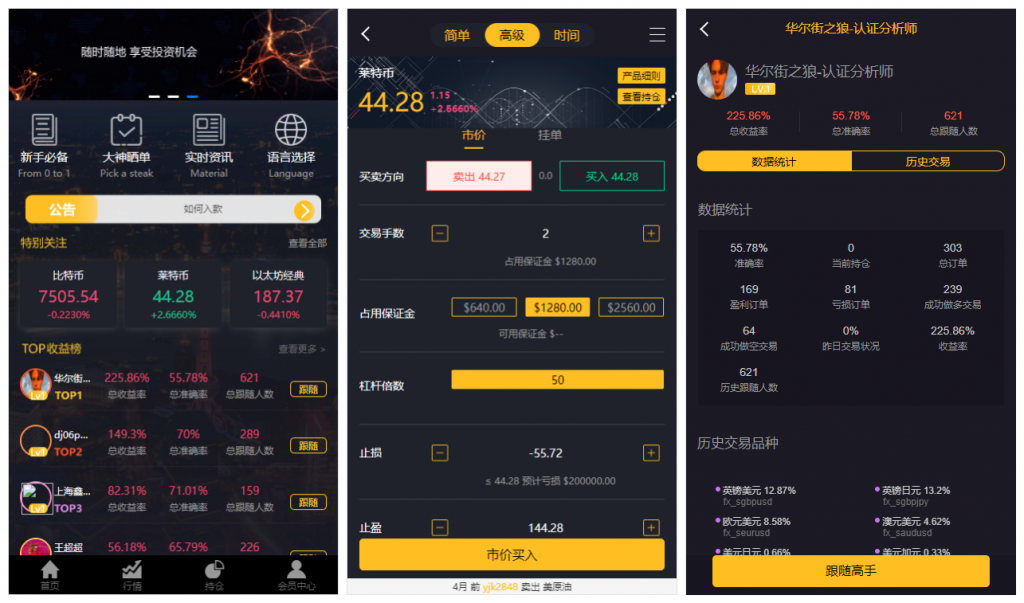 随时随地 享受投资机会
新手必备 大神晒单 实时资讯 语言选择
From 0 to 1 Pick a steak Material Language
公告 如何入款
特别关注 查看全部
比特币 莱特币 以太坊经典
7505.54 44.28 187.37
-0.2230% +2.6660% -0.4410%
TOP收益榜 查看更多 >
华尔街... 225.86% 55.78% 621 跟随
Lv.T TOP1 总收益率 总准确率 总跟随人数
dj06p... 149.3% 70% 289 跟随
Lv.T TOP2 总收益率 总准确率 总跟随人数
上海鑫... 82.31% 71.01% 159 跟随
Lv.T TOP3 总收益率 总准确率 总跟随人数
王超超 56.18% 65.79% 226
首页 行情 持仓 会员中心
简单 高级 时间
莱特币 产品细则
44.28 1.15 +2.6660% 查看持仓
市价 挂单
买卖方向 卖出 44.27 0.0 买入 44.28
交易手数 − 2 +
占用保证金 $1280.00
占用保证金 $640.00 $1280.00 $2560.00
可用保证金 $--
杠杆倍数 50
止损 − -55.72 +
≤ 44.28 预计亏损 $200000.00
止盈 − 144.28 +
市价买入
4月 前 yjk2848 卖出 美原油
华尔街之狼-认证分析师
华尔街之狼-认证分析师
LV.T
225.86% 55.78% 621
总收益率 总准确率 总跟随人数
数据统计 历史交易
数据统计
55.78% 0 303
准确率 当前持仓 总订单
169 81 239
盈利订单 亏损订单 成功做多交易
64 0% 225.86%
成功做空交易 昨日交易状况 收益率
621
历史跟随人数
历史交易品种
英镑美元 12.87% 英镑日元 13.2%
fx_sgbpusd fx_sgbpjpy
欧元美元 8.58% 澳元美元 4.62%
fx_seurusd fx_saudusd
美元日元 0.66% 美元加元 0.33%
跟随高手